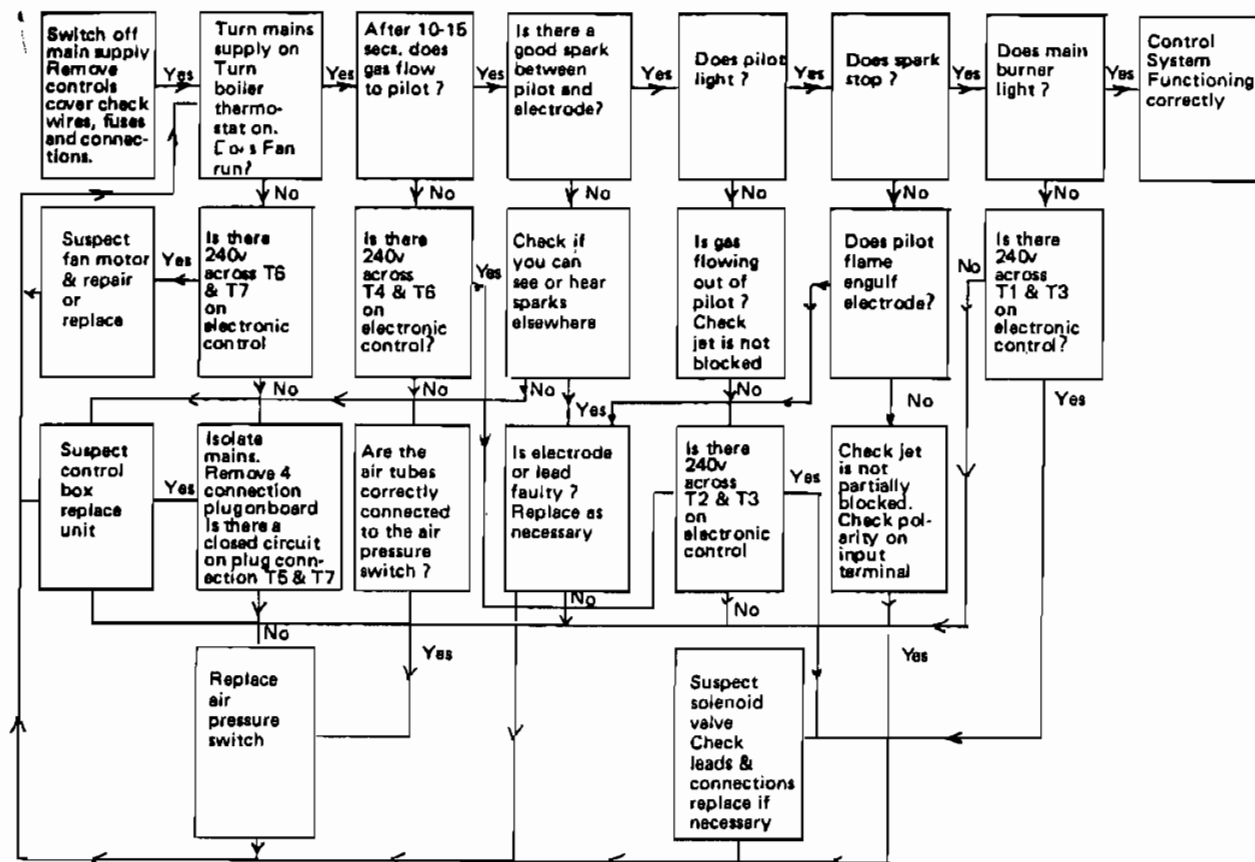 Switch off
main supply
Remove
controls
cover check
wires, fuses
and connec-
tions.
Yes
Turn mains
supply on
Turn
boiler
thermo-
stat on.
Fan
run?
Yes
After 10-15
secs. does
gas flow
to pilot ?
Yes
Is there a
good spark
between
pilot and
electrode?
Yes
Does pilot
light ?
Yes
Does spark
stop ?
Yes
Does main
burner
light ?
Yes
Control
System
Functioning
correctly
No
No
No
No
No
No
Suspect
fan motor
& repair
or
replace
Yes
Is there
240v
across T6
& T7
on
electronic
control
Is there
240v
across
T4 & T6
on
electronic
control?
Yes
Check if
you can
see or hear
sparks
elsewhere
Is gas
flowing
out of
pilot ?
Check
jet is not
blocked
Does pilot
flame
engulf
electrode?
No
Is there
240v
across
T1 & T3
on
electronic
control?
No
No
No
Yes
No
No
Yes
Suspect
control
box
replace
unit
Yes
Isolate
mains.
Remove 4
connection
plugonboard
Is there a
closed circuit
on plug conn-
ection T5 & T7
Are the
air tubes
correctly
connected
to the air
pressure
switch ?
Is electrode
or lead
faulty ?
Replace as
necessary
Is there
240v
across
T2 & T3
on
electronic
control
Yes
Check jet
is not
partially
blocked.
Check pol-
arity on
input
terminal
No
Yes
No
No
Yes
Replace
air
pressure
switch
Suspect
solenoid
valve
Check
leads &
connections
replace if
necessary